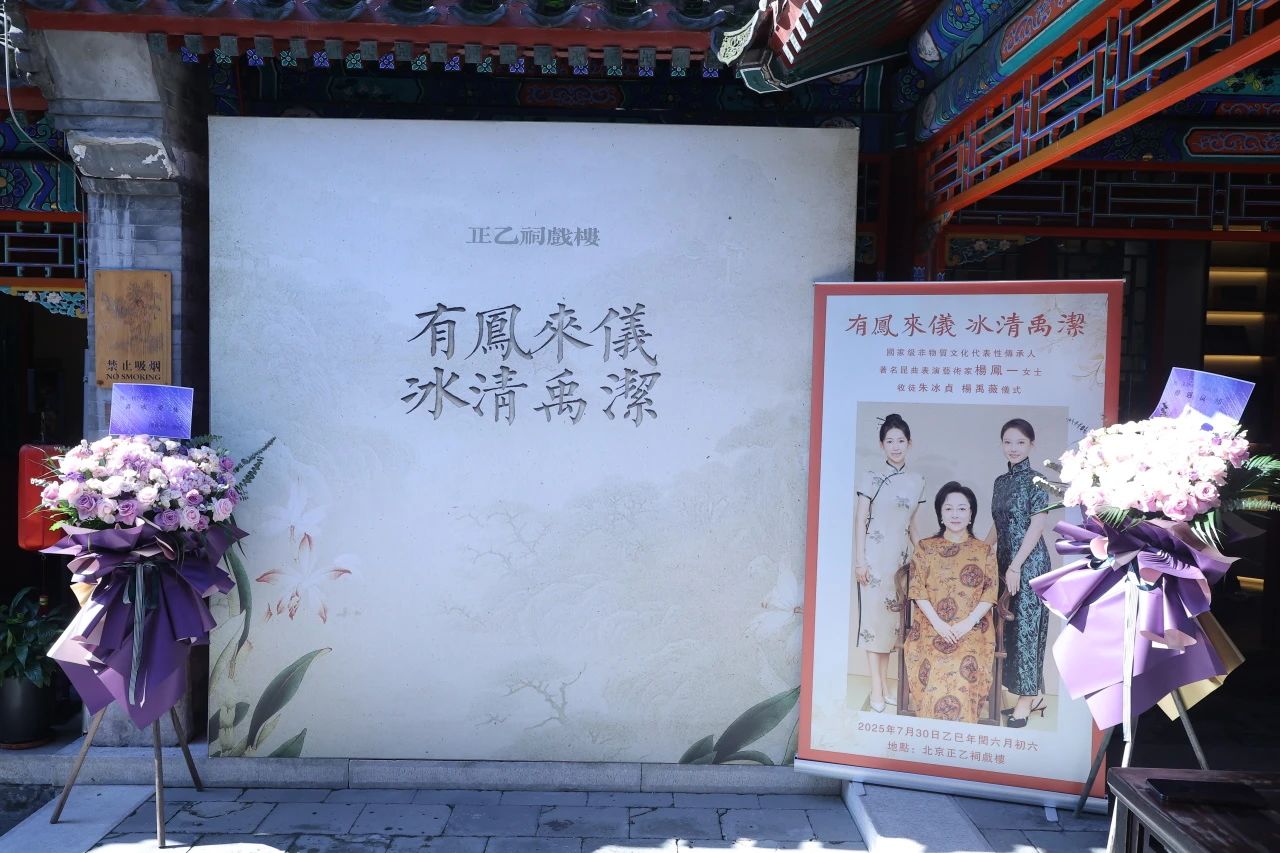 正乙祠戲樓
有鳳來儀
冰清禹潔
禁止吸烟
NO SMOKING
有鳳來儀 冰清禹潔
國家級非物質文化代表性傳承人
著名昆曲表演藝術家楊鳳一女士
收徒朱冰貞 楊禹薇儀式
2025年7月30日乙巳年閏六月初六
地點：北京正乙祠戲樓